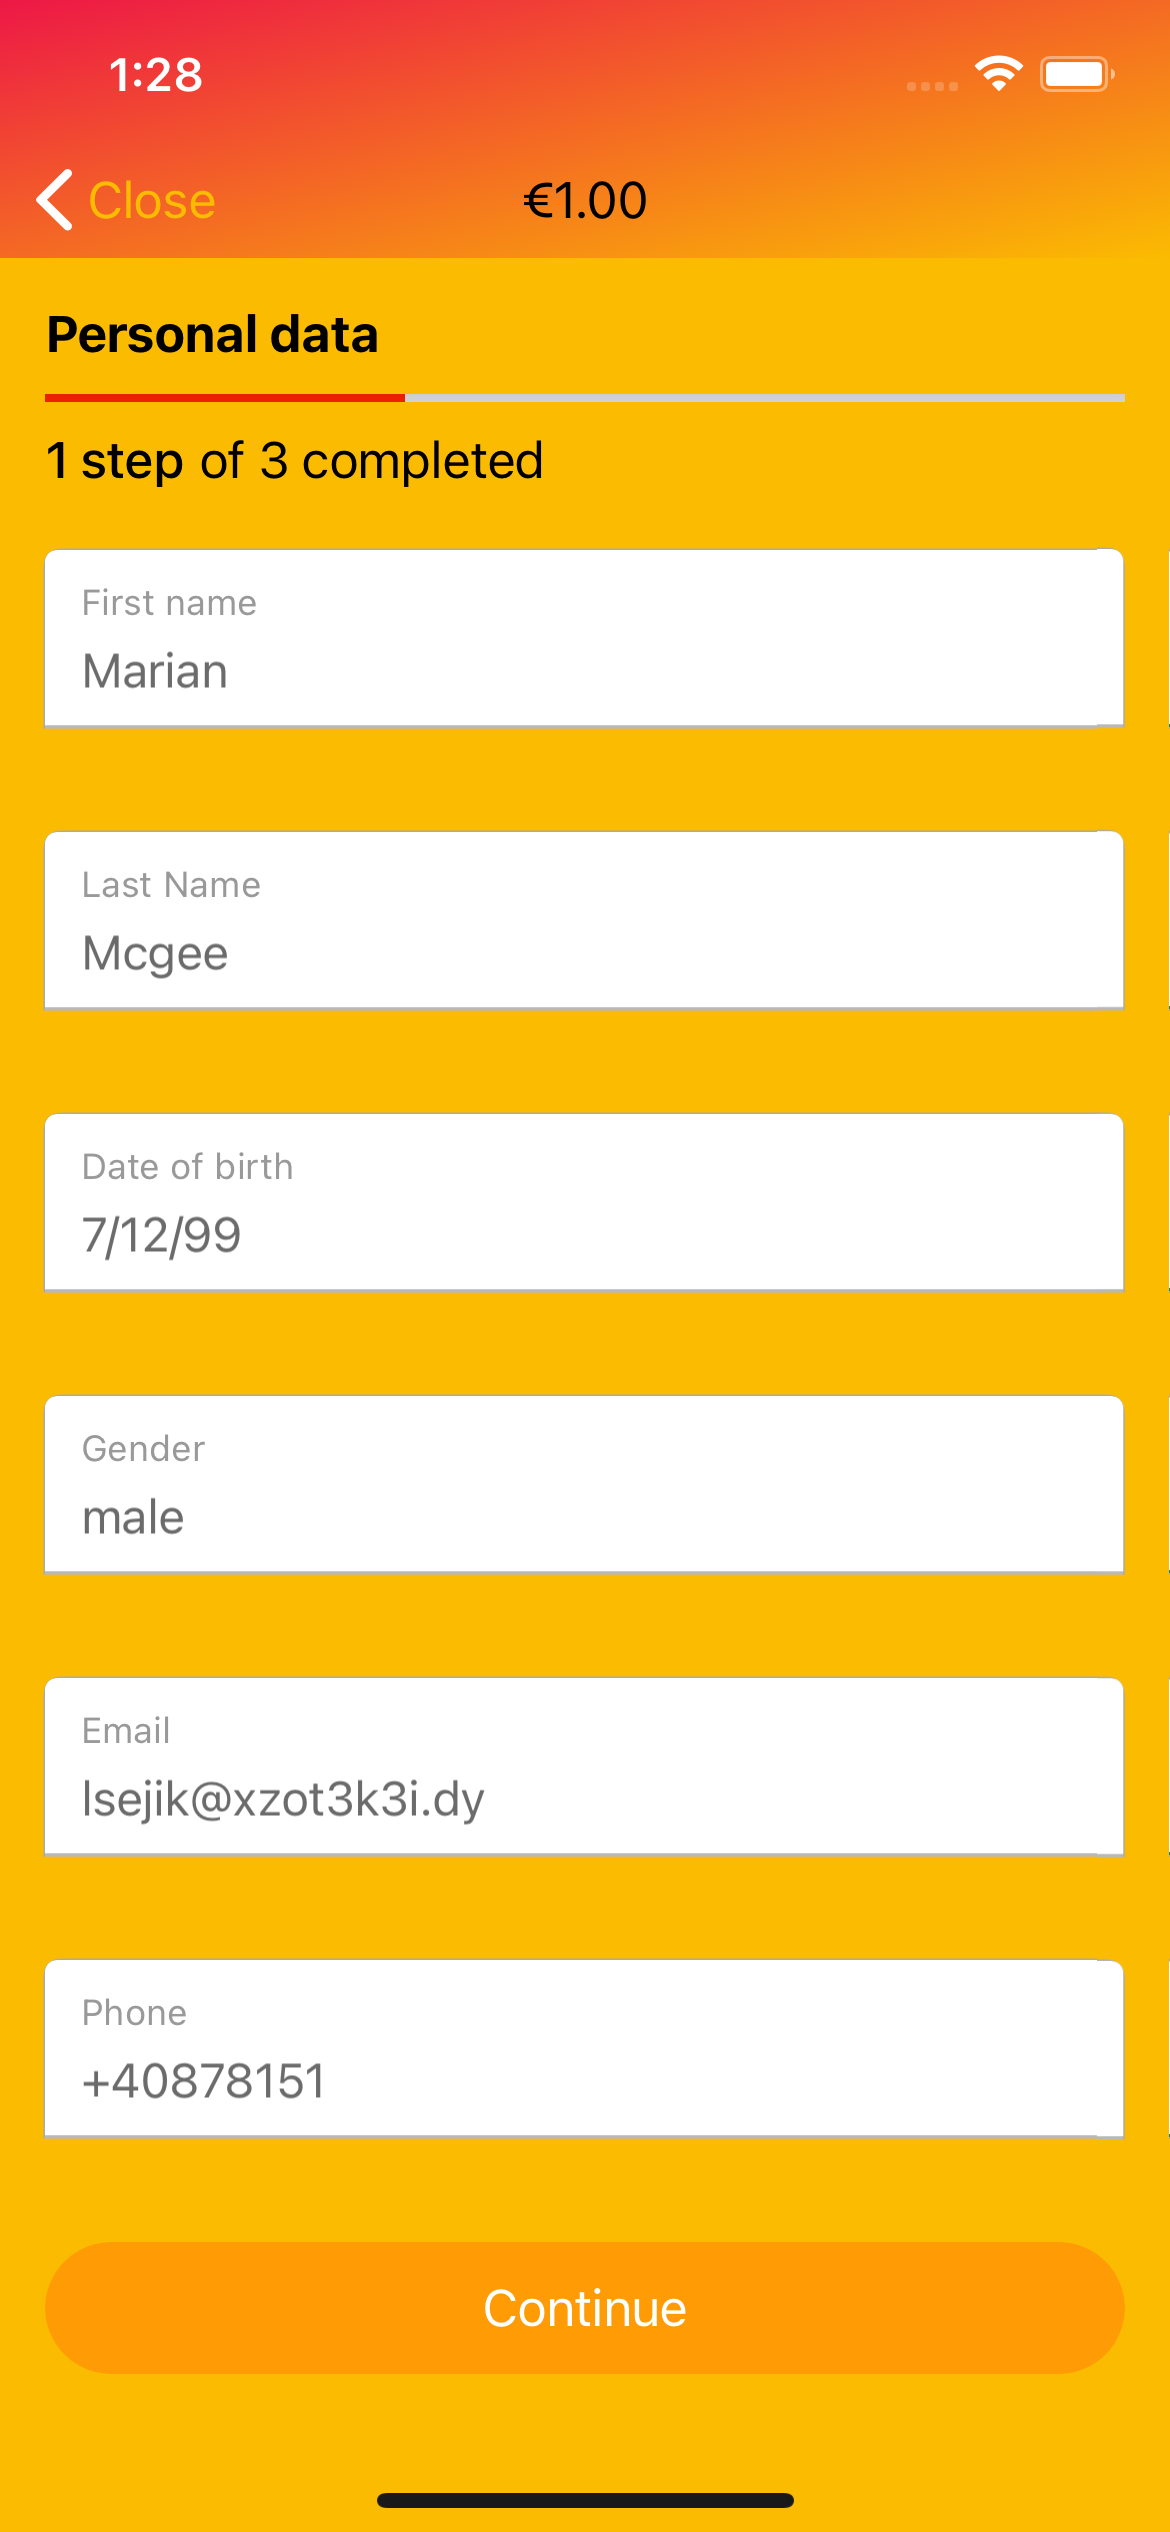 1:28
Close
€1.00
Personal data
1 step of 3 completed
First name
Marian
Last Name
Mcgee
Date of birth
7/12/99
Gender
male
Email
lsejik@xzot3k3i.dy
Phone
+40878151
Continue